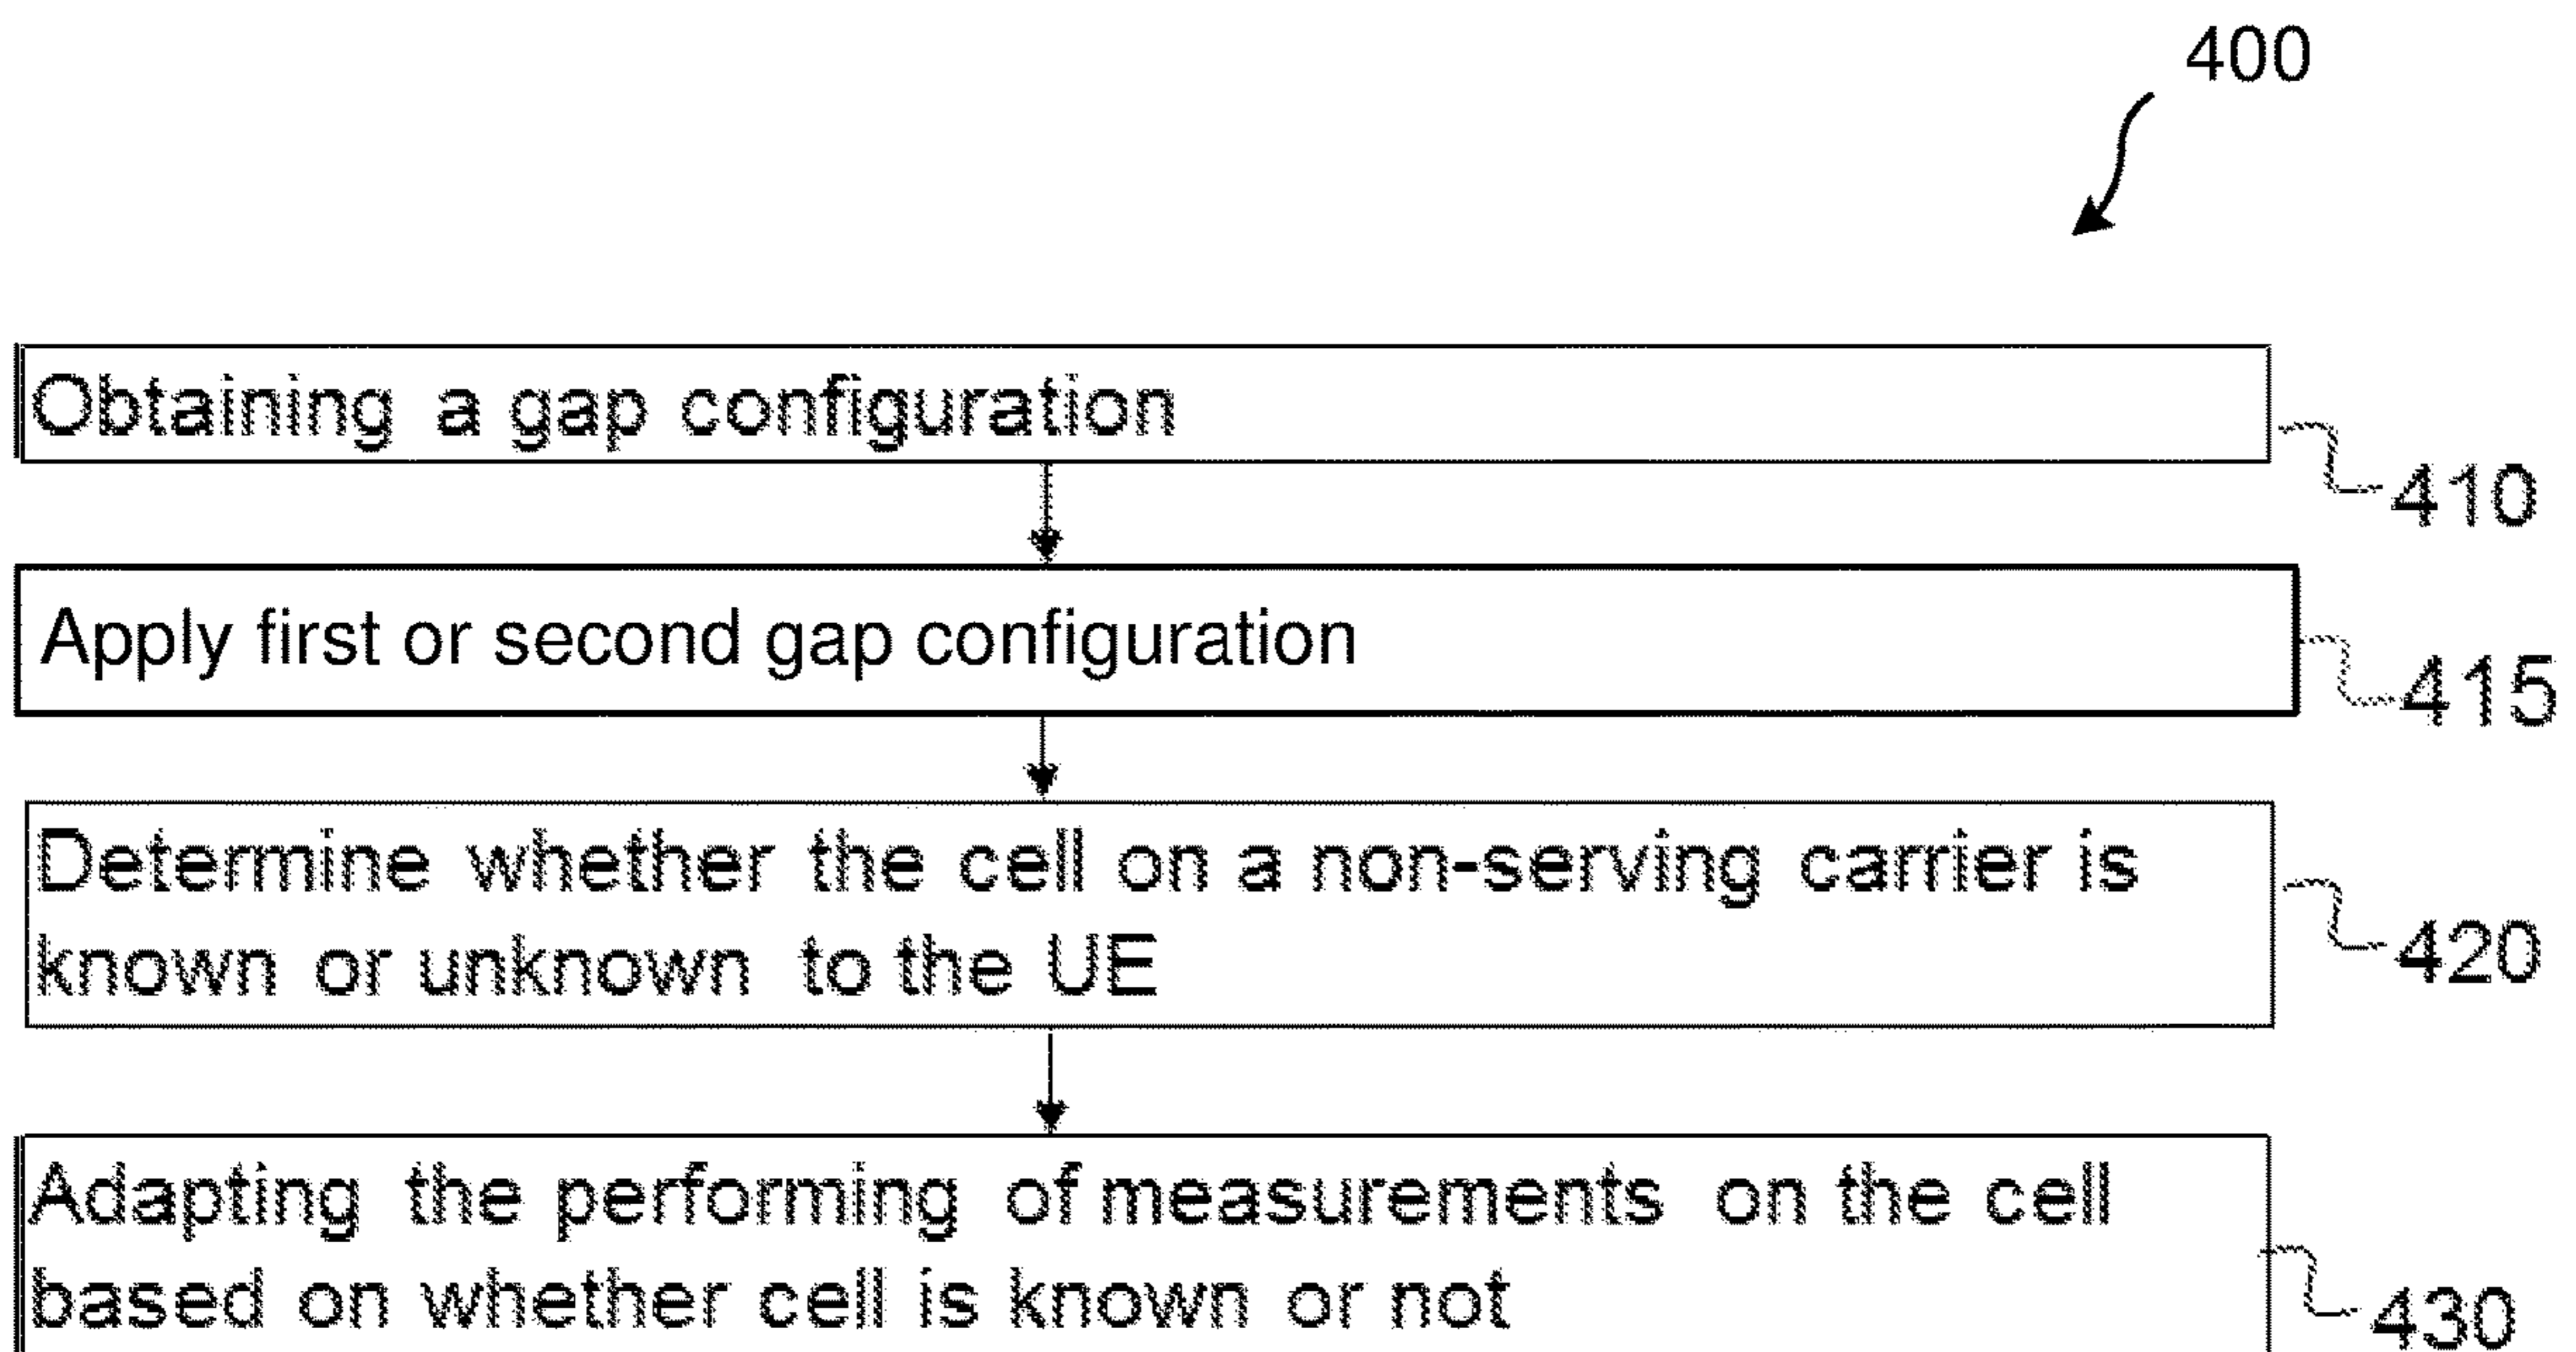 400
Obtaining a gap configuration
410
Apply first or second gap configuration
415
Determine whether the cell on a non-serving carrier is
known or unknown to the UE
420
Adapting the performing of measurements on the cell
based on whether cell is known or not
430